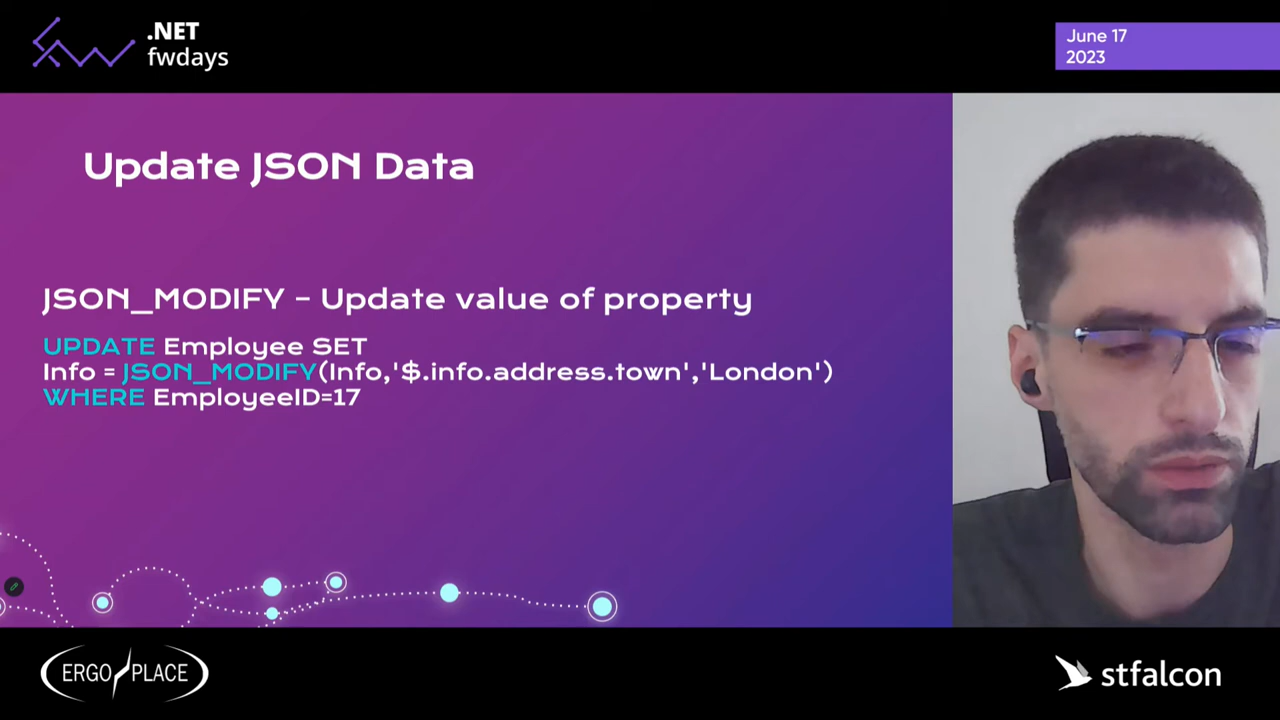 .NET
fwdays
June 17
2023
Update JSON Data
JSON_MODIFY - Update value of property
UPDATE Employee SET
Info = JSON_MODIFY(Info,'$.info.address.town','London')
WHERE EmployeeID=17
ERGO PLACE
stfalcon